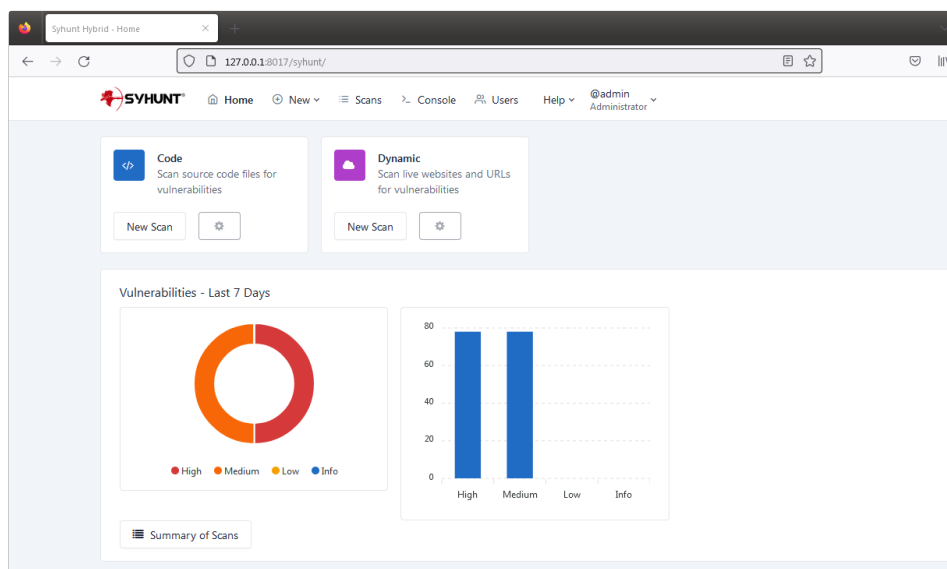 Syhunt Hybrid - Home
127.0.0.1:8017/syhunt/
SYHUNT
Home
New
Scans
Console
Users
Help
@admin
Administrator
Code
Scan source code files for
vulnerabilities
New Scan
Dynamic
Scan live websites and URLs
for vulnerabilities
New Scan
Vulnerabilities - Last 7 Days
High Medium Low Info
80
60
40
20
0
High Medium Low Info
Summary of Scans